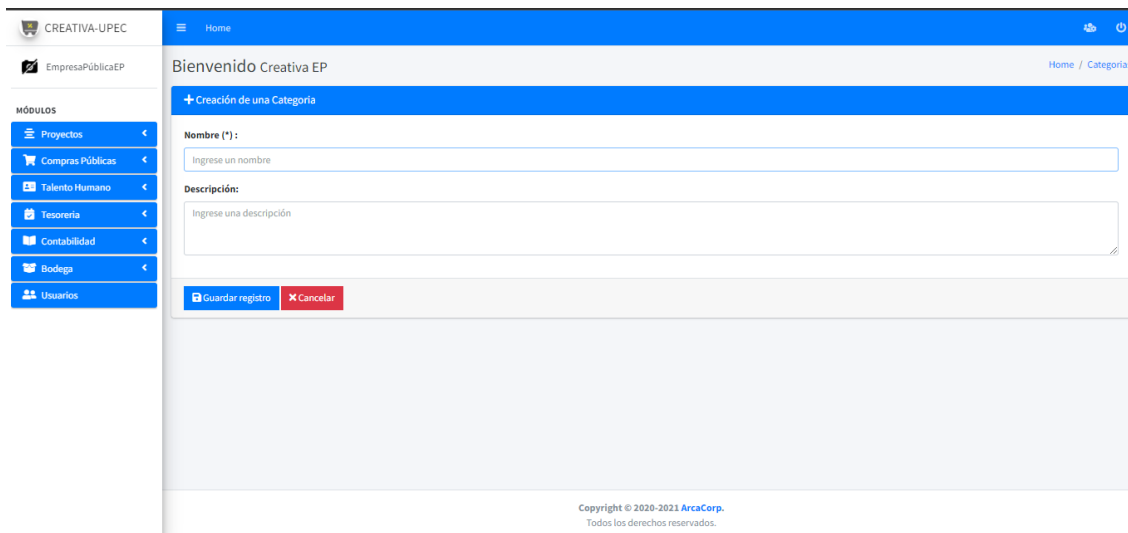 CREATIVA-UPEC
Home
EmpresaPúblicaEP
Bienvenido Creativa EP
Home / Categorias
MÓDULOS
Proyectos
Compras Públicas
Talento Humano
Tesoreria
Contabilidad
Bodega
Usuarios
Creación de una Categoria
Nombre (*) :
Ingrese un nombre
Descripción:
Ingrese una descripción
Guardar registro
Cancelar
Copyright © 2020-2021 ArcaCorp.
Todos los derechos reservados.